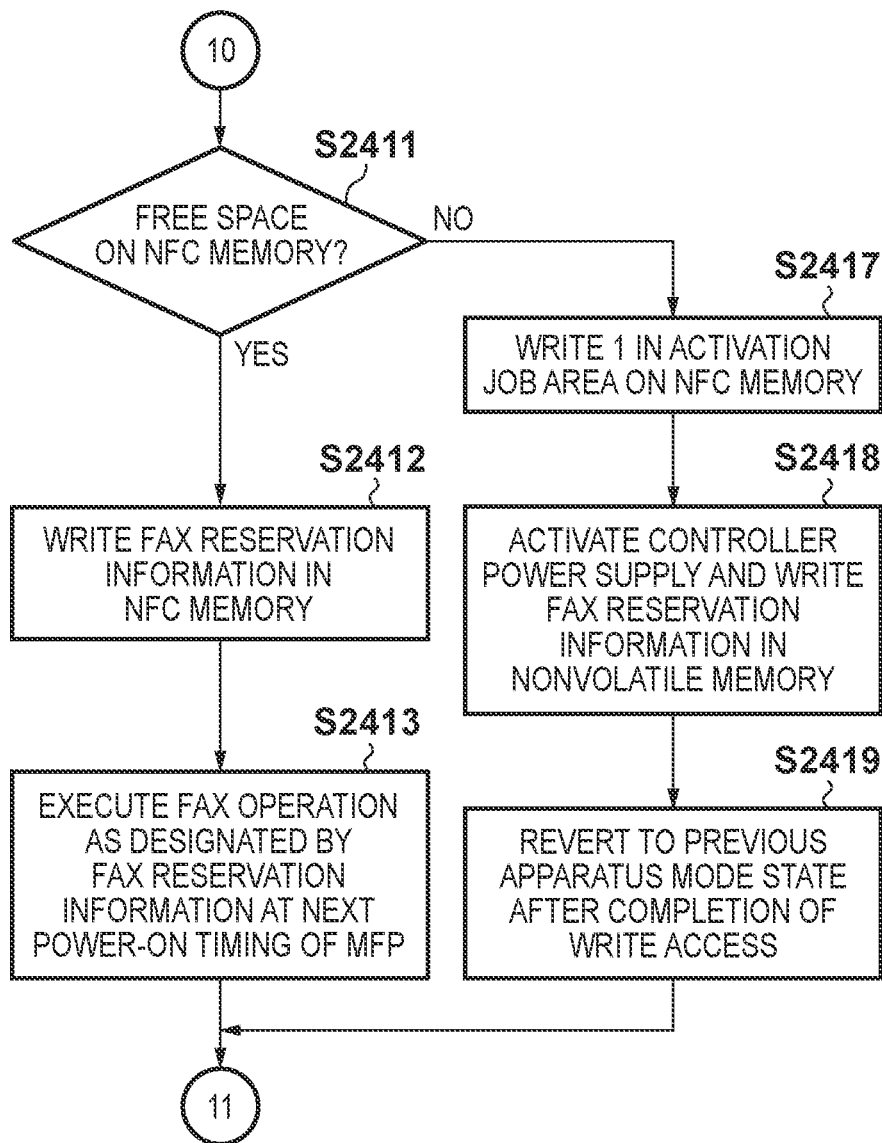 10
S2411
FREE SPACE
ON NFC MEMORY?
NO
YES
S2412
WRITE FAX RESERVATION
INFORMATION IN
NFC MEMORY
S2413
EXECUTE FAX OPERATION
AS DESIGNATED BY
FAX RESERVATION
INFORMATION AT NEXT
POWER-ON TIMING OF MFP
S2417
WRITE 1 IN ACTIVATION
JOB AREA ON NFC MEMORY
S2418
ACTIVATE CONTROLLER
POWER SUPPLY AND WRITE
FAX RESERVATION
INFORMATION IN
NONVOLATILE MEMORY
S2419
REVERT TO PREVIOUS
APPARATUS MODE STATE
AFTER COMPLETION OF
WRITE ACCESS
11